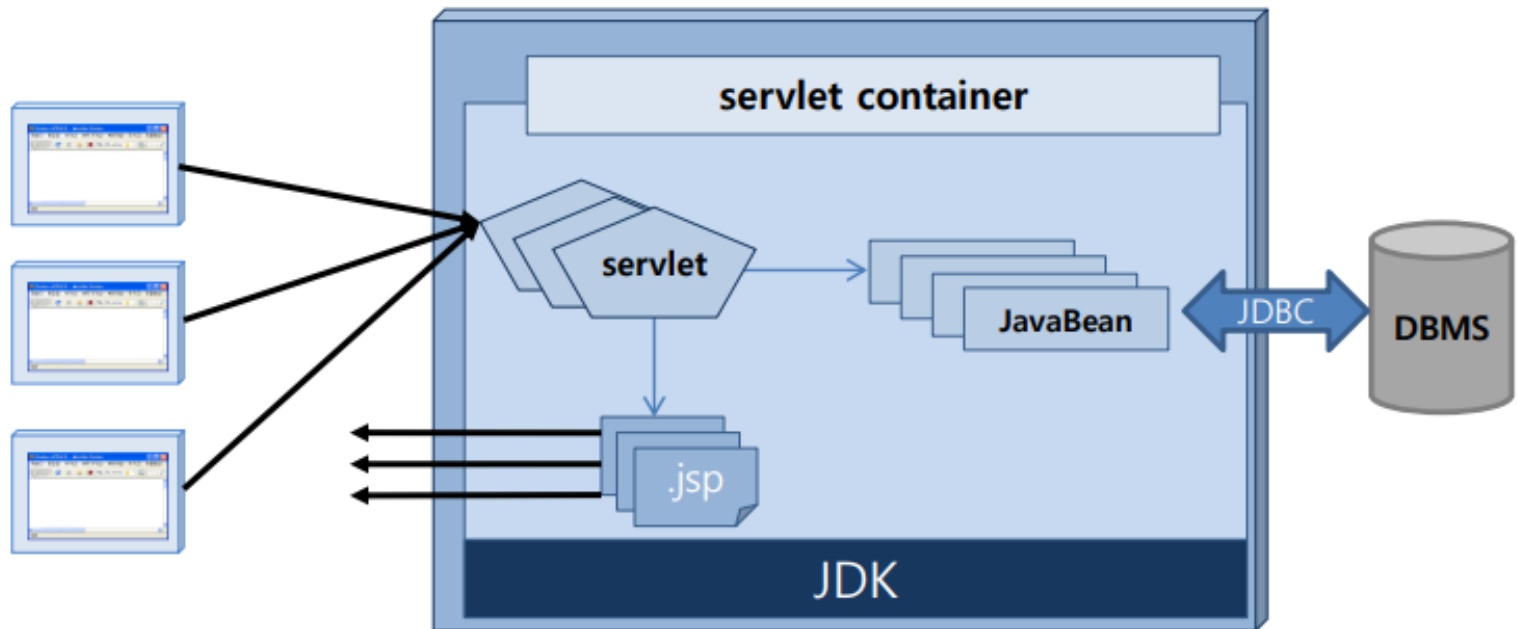 servlet container
servlet
JavaBean
JDBC
DBMS
.jsp
JDK